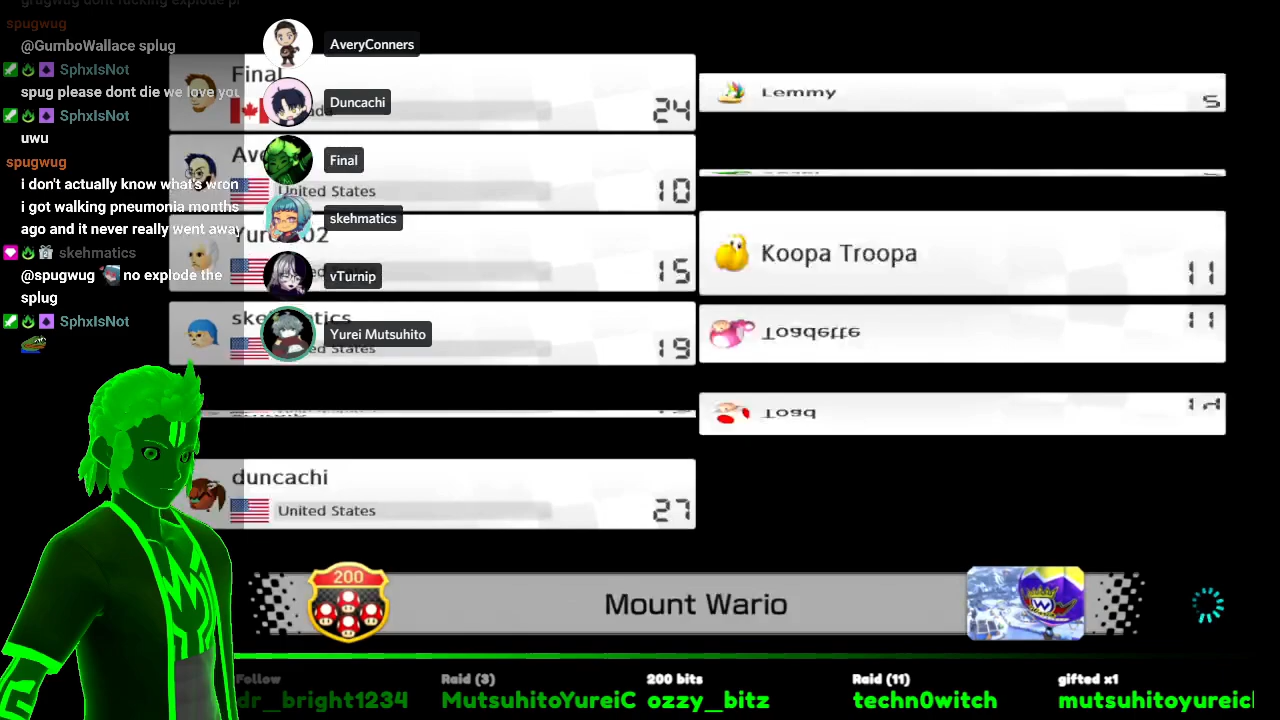 spugwug
@GumboWallace splug
SphxIsNot
spug please dont die we love you
SphxIsNot
uwu
spugwug
I don't actually know what's wron
i got walking pneumonia months
ago and it never really went away
skehmatics
@spugwug no explode the
splug
SphxIsNot
AveryConners
Duncachi
Final
skehmatics
vTurnip
Yurei Mutsuhito
Final
24
10
United States
15
skehmatics
19
duncachi
United States
27
Lemmy
5
Koopa Troopa
11
Toadette
11
Toad
14
200
Mount Wario
W
Follow
dr_bright1234
Raid (3)
MutsuhitoYureiC
200 bits
ozzy_bitz
Raid (11)
techn0witch
gifted x1
mutsuhitoyureicl